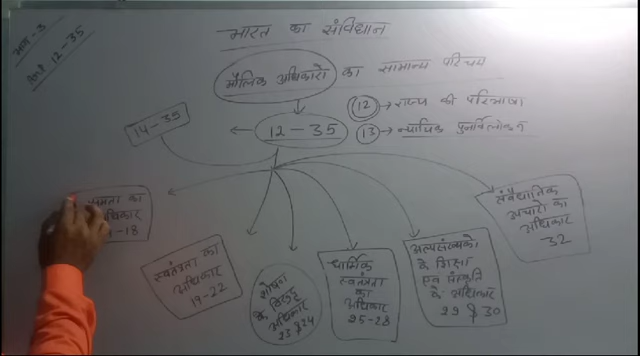 भाग-3
Art 12-35
भारत का संविधान
मौलिक अधिकारो का सामान्य परिचय
14-35
12-35
12 → राज्य की परिभाषा
13 → न्यायिक पुनर्विलोकन
समता का
अधिकार
-18
स्वतंत्रता का
अधिकार
19-22
शोषण
के विरुद्ध
अधिकार
23 व 24
धार्मिक
स्वतंत्रता
का
अधिकार
25-28
अल्पसंख्यको
के शिक्षा
एवं संस्कृति
के अधिकार
29 व 30
संवैधानिक
उपचारो का
अधिकार
32